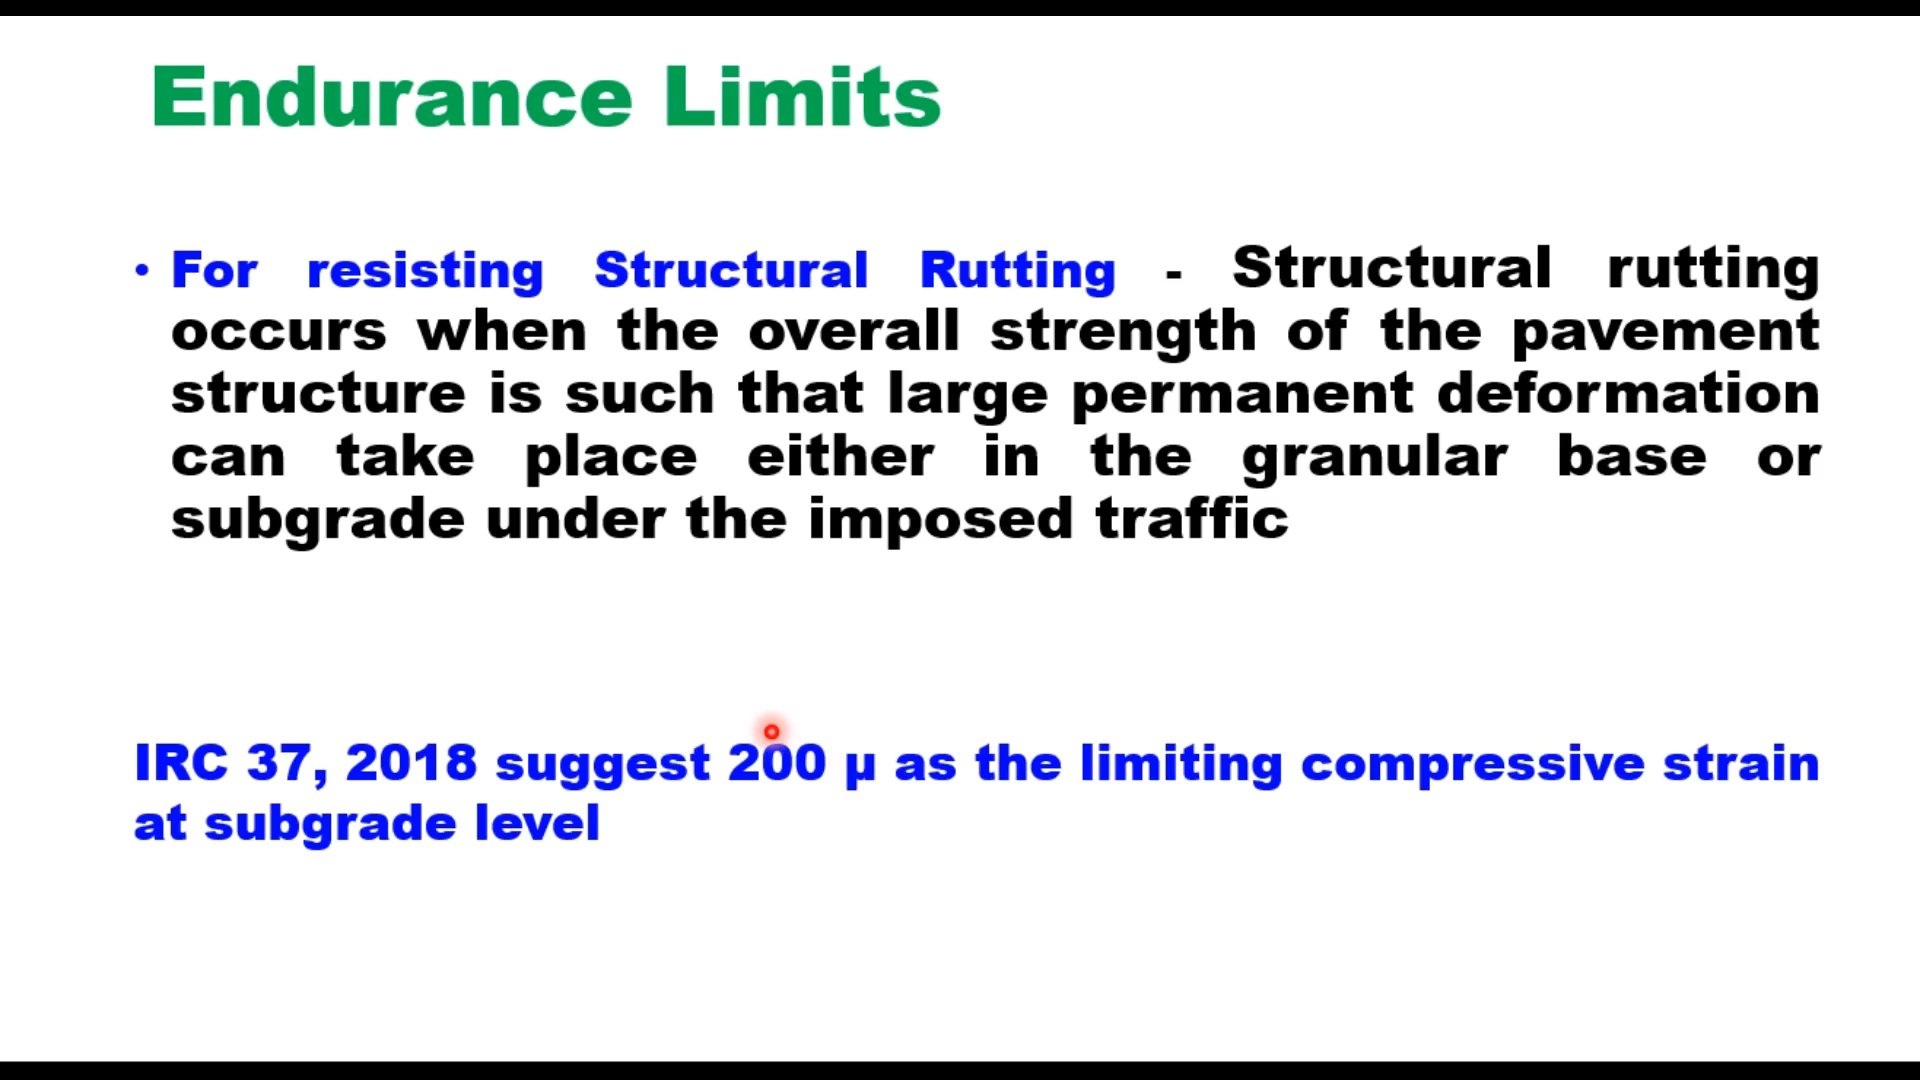 Endurance Limits
• For resisting Structural Rutting - Structural rutting
occurs when the overall strength of the pavement
structure is such that large permanent deformation
can take place either in the granular base or
subgrade under the imposed traffic
IRC 37, 2018 suggest 200 µ as the limiting compressive strain
at subgrade level